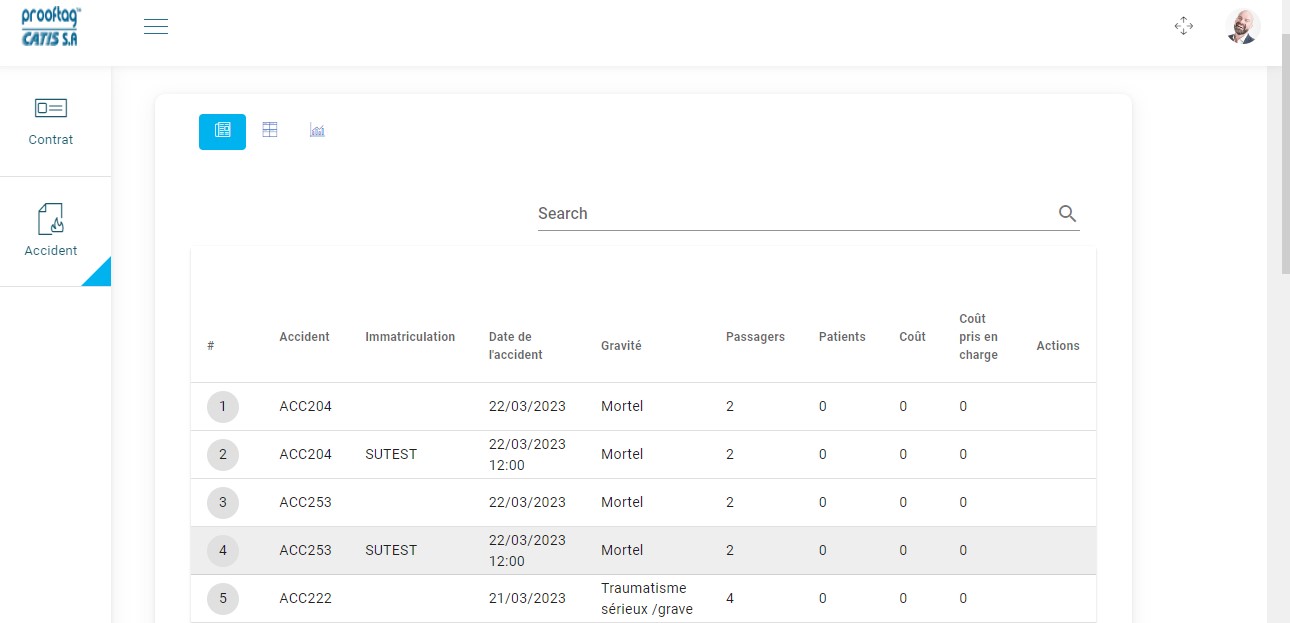 prooftag™
CATIS S.A
Contrat
Accident
Search
# Accident Immatriculation Date de l'accident Gravité Passagers Patients Coût Coût pris en charge Actions
1 ACC204 22/03/2023 Mortel 2 0 0 0
2 ACC204 SUTEST 22/03/2023 12:00 Mortel 2 0 0 0
3 ACC253 22/03/2023 Mortel 2 0 0 0
4 ACC253 SUTEST 22/03/2023 12:00 Mortel 2 0 0 0
5 ACC222 21/03/2023 Traumatisme sérieux /grave 4 0 0 0